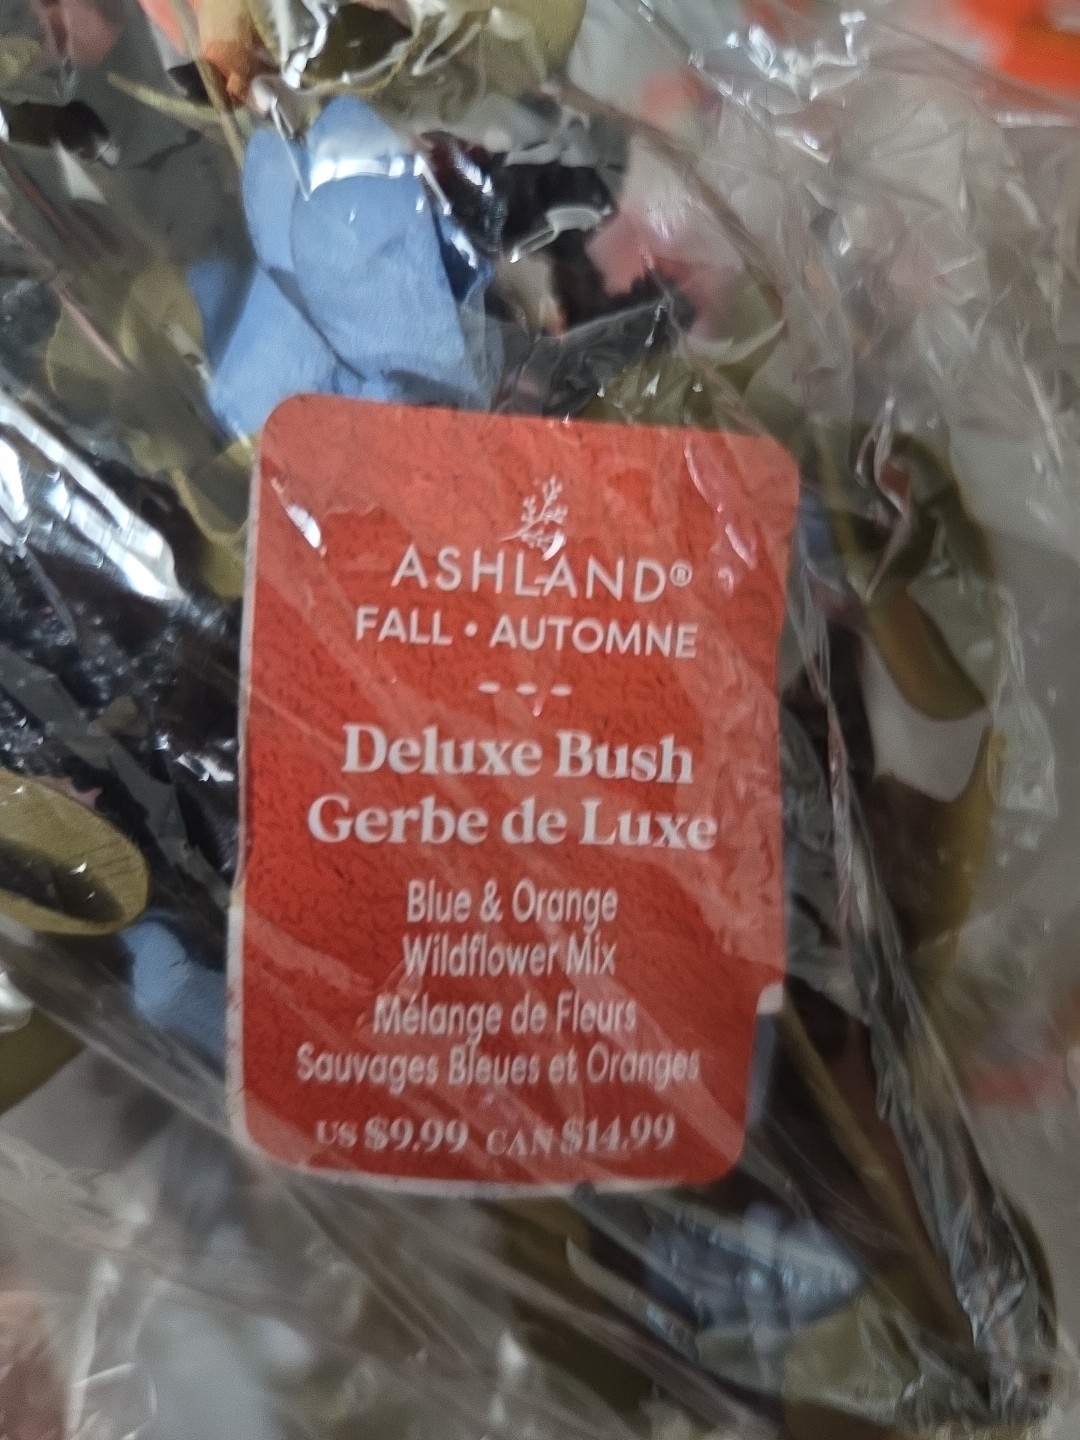 ASHLAND®
FALL • AUTOMNE
Deluxe Bush
Gerbe de Luxe
Blue & Orange
Wildflower Mix
Mélange de Fleurs
Sauvages Bleues et Oranges
US $9.99 CAN $14.99